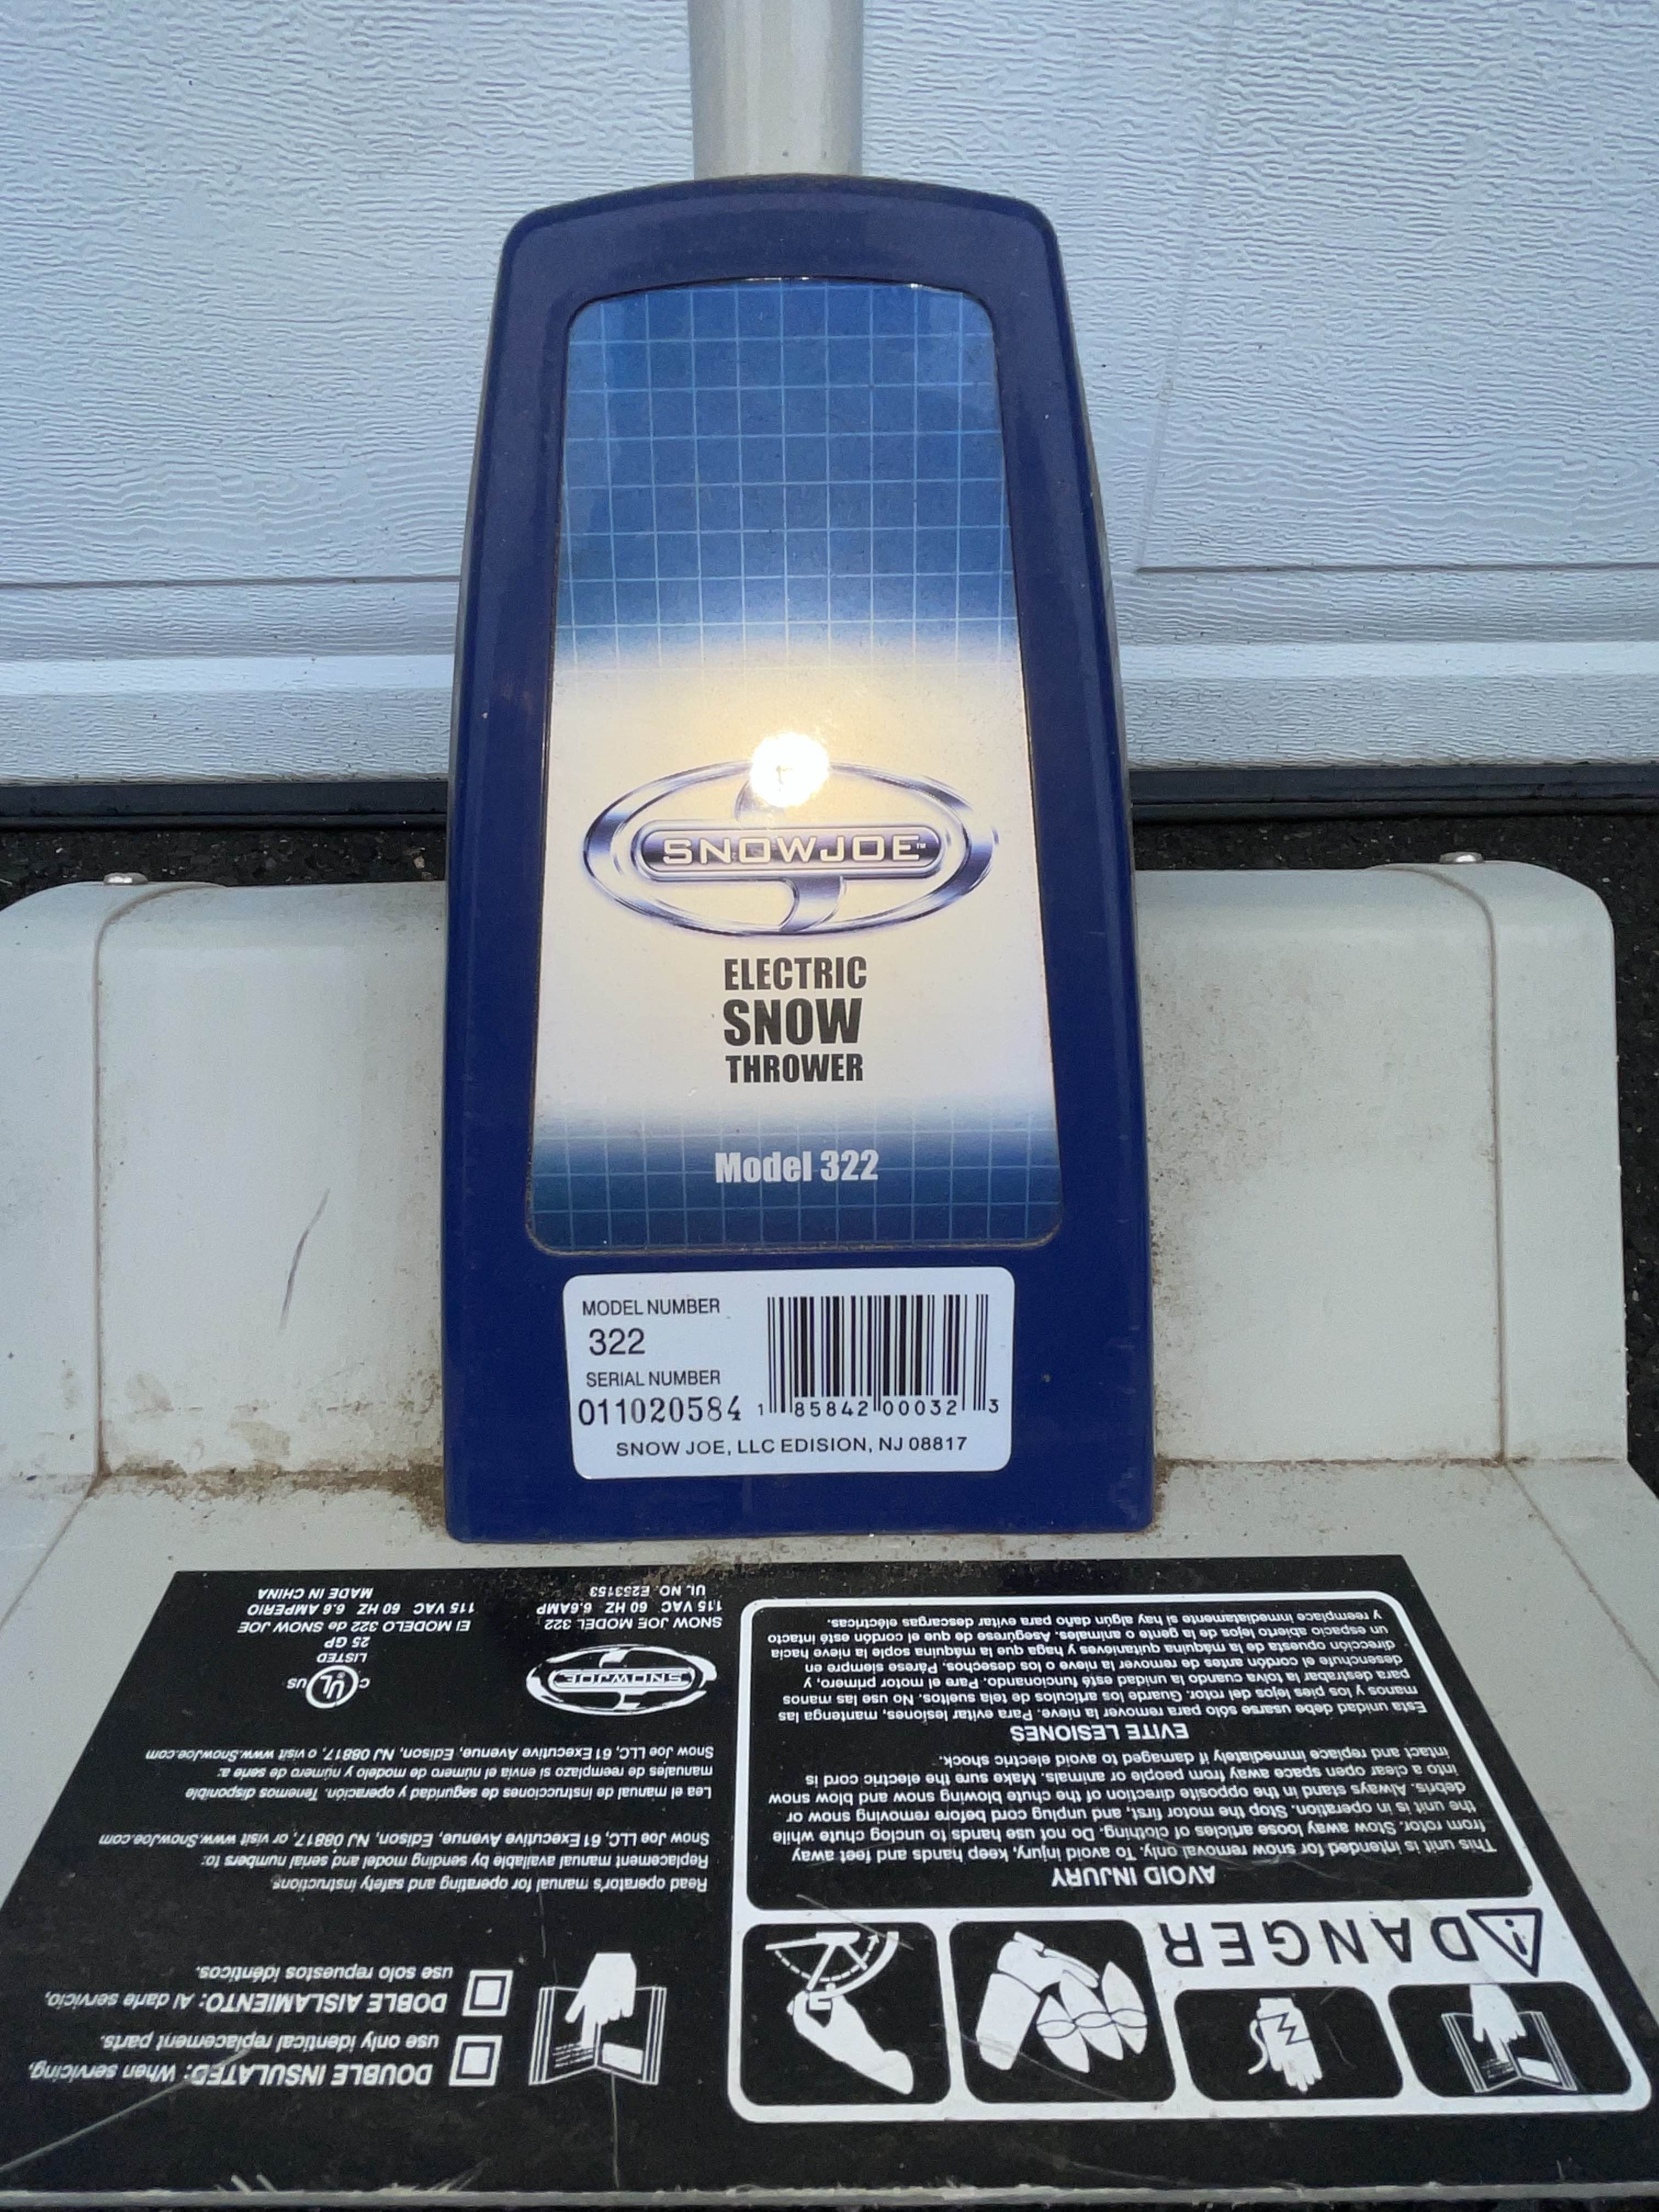 SNOWJOE™
ELECTRIC
SNOW
THROWER
Model 322
MODEL NUMBER
322
SERIAL NUMBER
011020584
1 85842 00032 3
SNOW JOE, LLC EDISION, NJ 08817
DANGER
AVOID INJURY
This unit is intended for snow removal only. To avoid injury, keep hands and feet away
from rotor. Stow away loose articles of clothing. Do not use hands to unclog chute while
the unit is in operation. Stop the motor first, and unplug cord before removing snow or
debris. Always stand in the opposite direction of the chute blowing snow and blow snow
into a clear open space away from people or animals. Make sure the electric cord is
intact and replace immediately if damaged to avoid electric shock.
EVITE LESIONES
Esta unidad debe usarse sólo para remover la nieve. Para evitar lesiones, mantenga las
manos y los pies lejos del rotor. Guarde los artículos de tela sueltos. No use las manos
para destrabar la tolva cuando la unidad esté funcionando. Pare el motor primero, y
desenchufe el cordón antes de remover la nieve o los desechos. Párese siempre en
dirección opuesta de la máquina quitanieves y haga que la máquina sople la nieve hacia
un espacio abierto lejos de la gente o animales. Asegúrese de que el cordón esté intacto
y reemplace inmediatamente si hay algún daño para evitar descargas eléctricas.
DOUBLE INSULATED: When servicing,
use only identical replacement parts.
DOBLE AISLAMIENTO: Al darle servicio,
use solo repuestos idénticos.
Read operator's manual for operating and safety instructions.
Replacement manual available by sending model and serial numbers to:
Snow Joe LLC, 61 Executive Avenue, Edison, NJ 08817, or visit www.SnowJoe.com
Lea el manual de instrucciones de seguridad y operación. Tenemos disponible
manuales de reemplazo si envía el número de modelo y número de serie a:
Snow Joe LLC, 61 Executive Avenue, Edison, NJ 08817, o visit www.SnowJoe.com
SNOWJOE
SNOW JOE MODEL 322
115 VAC 60 HZ 6.6AMP
UL NO. E253153
C UL US
LISTED
25 GP
El MODELO 322 de SNOW JOE
115 VAC 60 HZ 6.6 AMPERIO
MADE IN CHINA